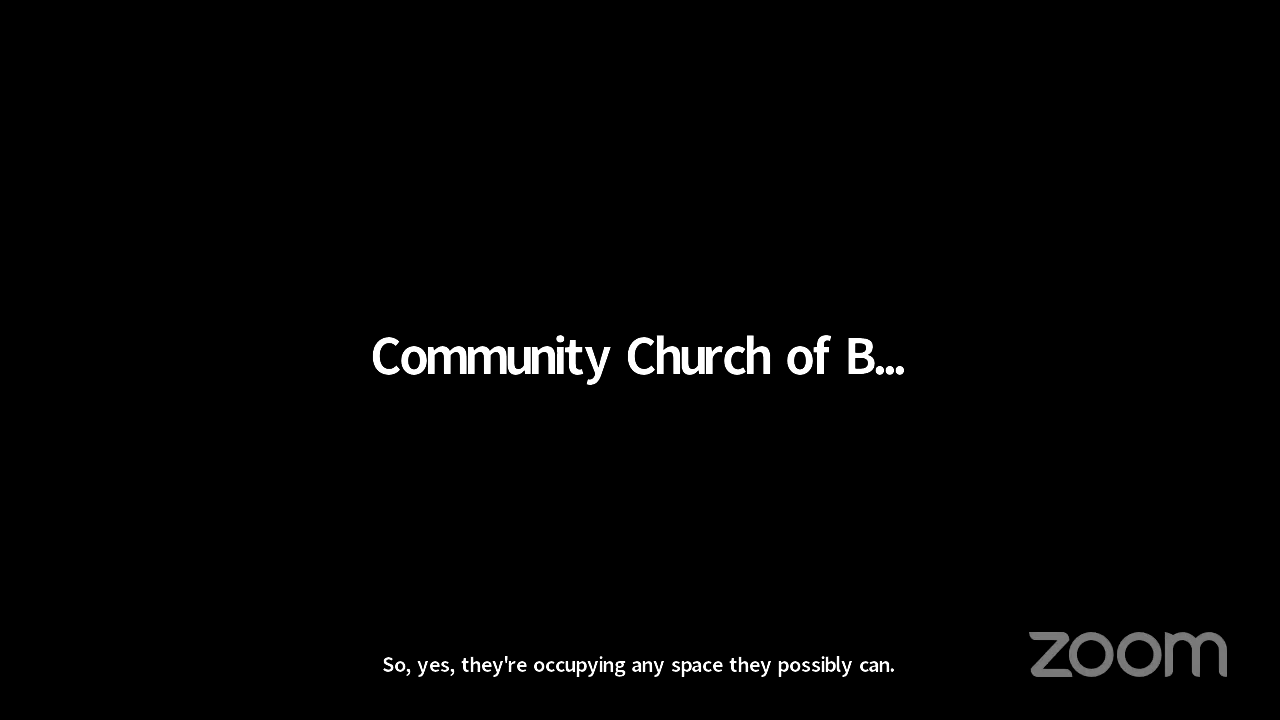 Community Church of B...
So, yes, they're occupying any space they possibly can.
zoom